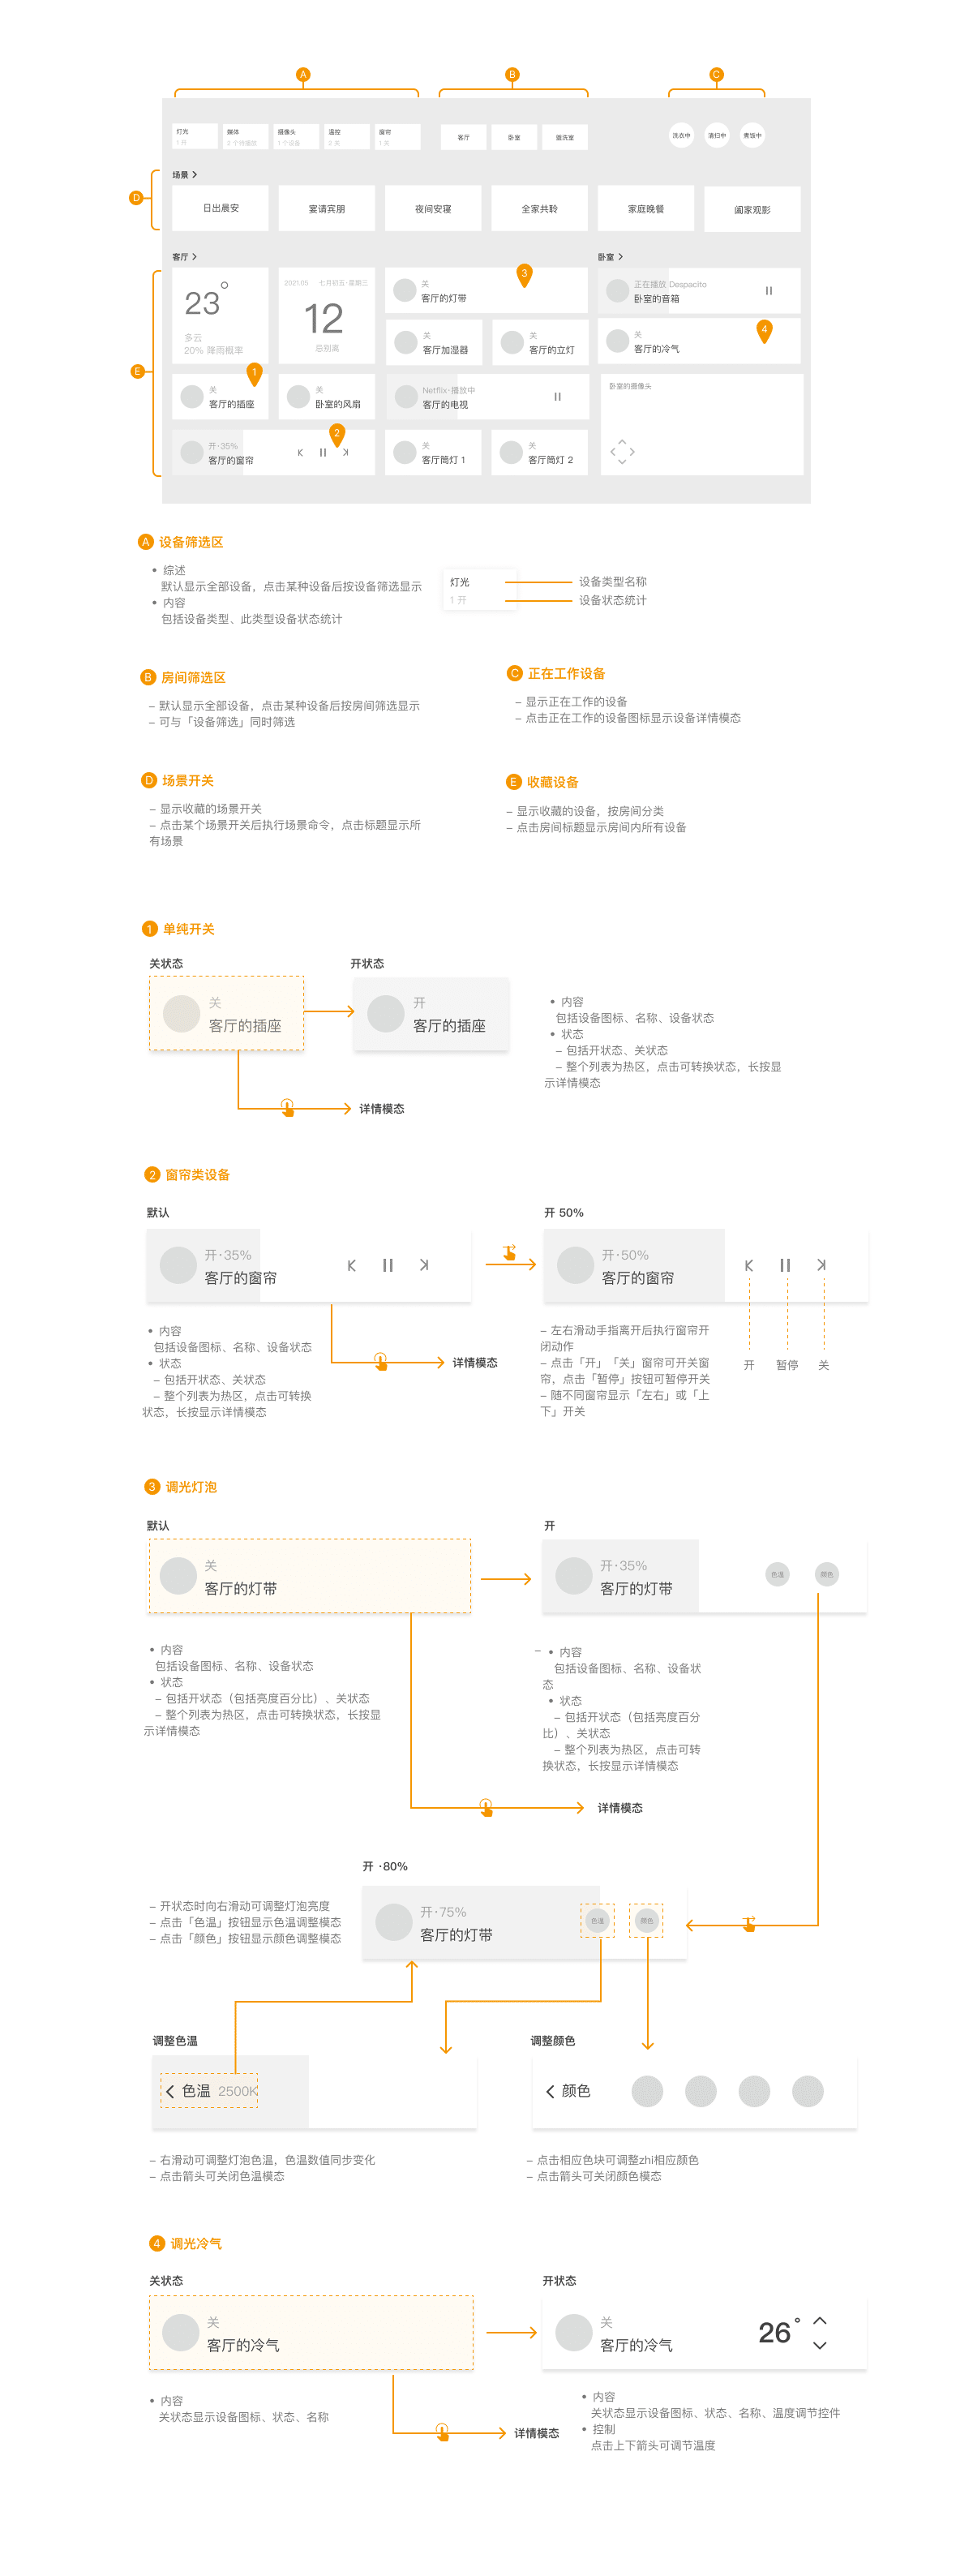 A
B
C
灯光
1 开
媒体
摄像头
1 个设备
温控
2 关
窗帘
1 关
客厅
卧室
盥洗室
洗衣中
清扫中
煮饭中
D
场景
日出晨安
宴请宾朋
夜间安寝
全家共聆
家庭晚餐
阖家观影
E
客厅
卧室
23°
多云
20% 降雨概率
2021.05 七月初五·星期三
12
忌别离
关
客厅的灯带
3
正在播放 Despacito
卧室的音箱
关
客厅加湿器
关
客厅的立灯
关
客厅的冷气
4
关
客厅的插座
1
关
卧室的风扇
Netflix·播放中
客厅的电视
卧室的摄像头
开·35%
客厅的窗帘
2
关
客厅筒灯 1
关
客厅筒灯 2
A 设备筛选区
• 综述
默认显示全部设备，点击某种设备后按设备筛选显示
• 内容
包括设备类型、此类型设备状态统计
灯光
1 开
设备类型名称
设备状态统计
B 房间筛选区
– 默认显示全部设备，点击某种设备后按房间筛选显示
– 可与「设备筛选」同时筛选
C 正在工作设备
– 显示正在工作的设备
– 点击正在工作的设备图标显示设备详情模态
D 场景开关
– 显示收藏的场景开关
– 点击某个场景开关后执行场景命令，点击标题显示所
有场景
E 收藏设备
– 显示收藏的设备，按房间分类
– 点击房间标题显示房间内所有设备
1 单纯开关
关状态
关
客厅的插座
开状态
开
客厅的插座
详情模态
• 内容
包括设备图标、名称、设备状态
• 状态
– 包括开状态、关状态
– 整个列表为热区，点击可转换状态，长按显
示详情模态
2 窗帘类设备
默认
开·35%
客厅的窗帘
开 50%
开·50%
客厅的窗帘
• 内容
包括设备图标、名称、设备状态
• 状态
– 包括开状态、关状态
– 整个列表为热区，点击可转换
状态，长按显示详情模态
详情模态
– 左右滑动手指离开后执行窗帘开
闭动作
– 点击「开」「关」窗帘可开关窗
帘，点击「暂停」按钮可暂停开关
– 随不同窗帘显示「左右」或「上
下」开关
开
暂停
关
3 调光灯泡
默认
关
客厅的灯带
开
开·35%
客厅的灯带
色温
颜色
• 内容
包括设备图标、名称、设备状态
• 状态
– 包括开状态（包括亮度百分比）、关状态
– 整个列表为热区，点击可转换状态，长按显
示详情模态
– • 内容
包括设备图标、名称、设备状
态
• 状态
– 包括开状态（包括亮度百分
比）、关状态
– 整个列表为热区，点击可转
换状态，长按显示详情模态
详情模态
开 ·80%
– 开状态时向右滑动可调整灯泡亮度
– 点击「色温」按钮显示色温调整模态
– 点击「颜色」按钮显示颜色调整模态
开·75%
客厅的灯带
色温
颜色
调整色温
色温 2500K
– 右滑动可调整灯泡色温，色温数值同步变化
– 点击箭头可关闭色温模态
调整颜色
颜色
– 点击相应色块可调整zhi相应颜色
– 点击箭头可关闭颜色模态
4 调光冷气
关状态
关
客厅的冷气
开状态
关
客厅的冷气
26°
• 内容
关状态显示设备图标、状态、名称
详情模态
• 内容
关状态显示设备图标、状态、名称、温度调节控件
• 控制
点击上下箭头可调节温度